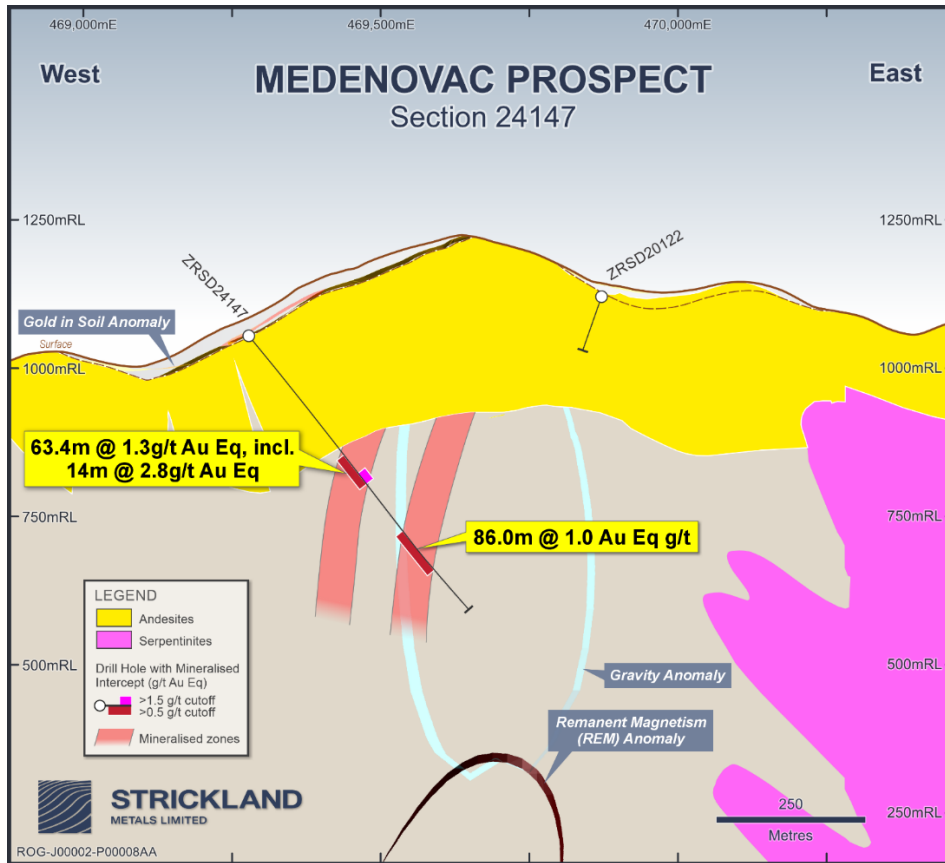 469,000mE
469,500mE
470,000mE
West
MEDENOVAC PROSPECT
East
Section 24147
1250mRL
1250mRL
ZRSD24147
ZRSD20122
Gold in Soil Anomaly
Surface
1000mRL
1000mRL
63.4m @ 1.3g/t Au Eq, incl.
14m @ 2.8g/t Au Eq
750mRL
750mRL
86.0m @ 1.0 Au Eq g/t
LEGEND
Andesites
Serpentinites
Drill Hole with Mineralised
Intercept (g/t Au Eq)
>1.5 g/t cutoff
>0.5 g/t cutoff
Mineralised zones
500mRL
500mRL
Gravity Anomaly
Remanent Magnetism
(REM) Anomaly
STRICKLAND
METALS LIMITED
250
Metres
250mRL
ROG-J00002-P00008AA